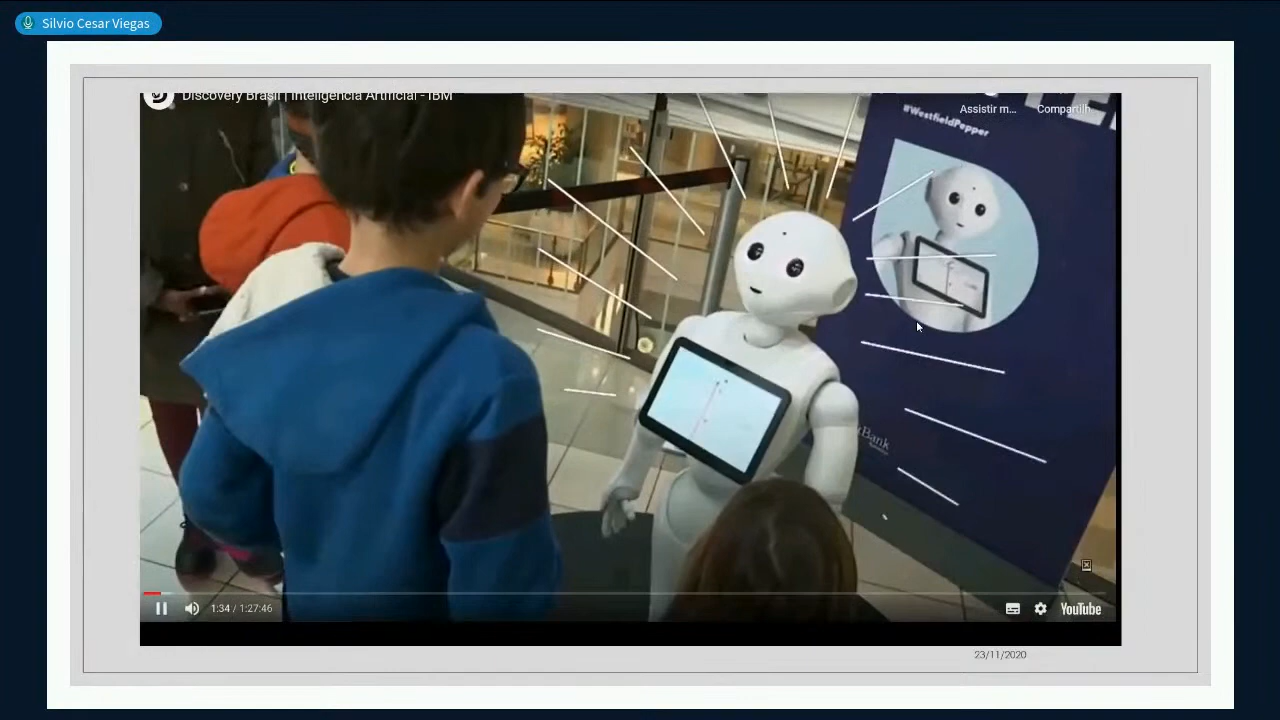 Silvio Cesar Viegas
Discovery Brasil | Inteligência Artificial - IBM
Assistir m...
Compartilh...
#WestfieldPepper
Bank
1:34 / 1:27:46
YouTube
23/11/2020